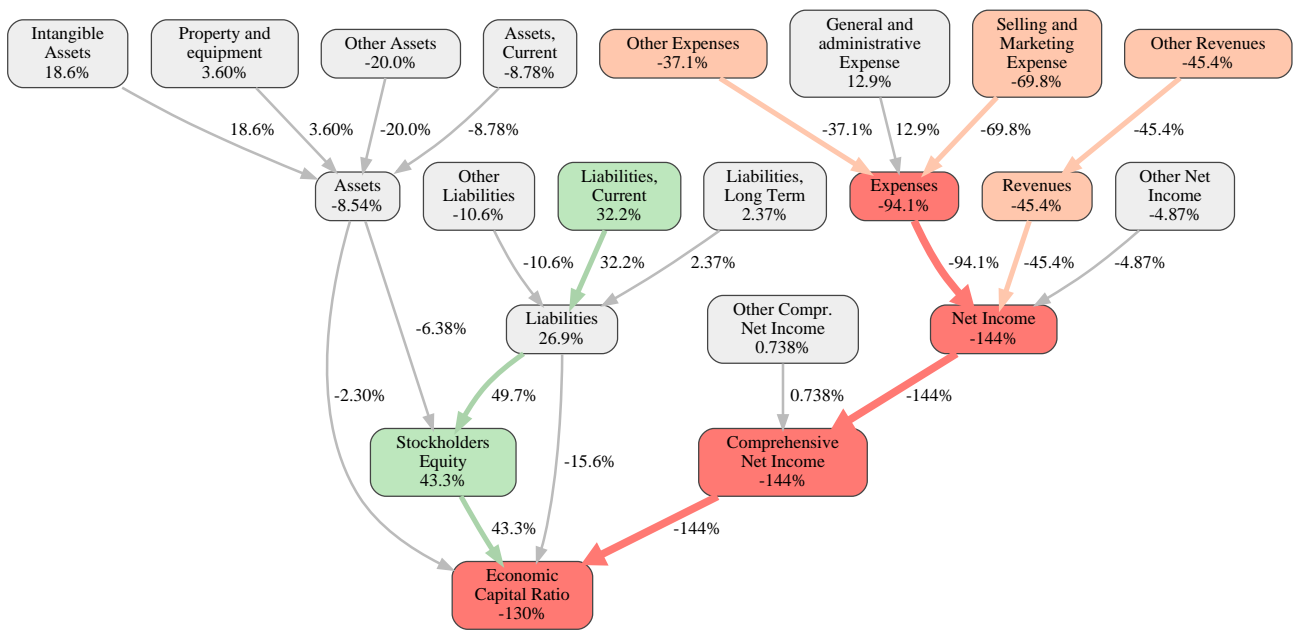 Intangible
Assets
18.6%
Property and
equipment
3.60%
Other Assets
-20.0%
Assets,
Current
-8.78%
Other Expenses
-37.1%
General and
administrative
Expense
12.9%
Selling and
Marketing
Expense
-69.8%
Other Revenues
-45.4%
18.6%
3.60%
-20.0%
-8.78%
-37.1%
12.9%
-69.8%
-45.4%
Assets
-8.54%
Other
Liabilities
-10.6%
Liabilities,
Current
32.2%
Liabilities,
Long Term
2.37%
Expenses
-94.1%
Revenues
-45.4%
Other Net
Income
-4.87%
-10.6%
32.2%
2.37%
-94.1%
-45.4%
-4.87%
-6.38%
Liabilities
26.9%
Other Compr.
Net Income
0.738%
Net Income
-144%
-2.30%
49.7%
0.738%
-144%
Stockholders
Equity
43.3%
-15.6%
Comprehensive
Net Income
-144%
43.3%
-144%
Economic
Capital Ratio
-130%